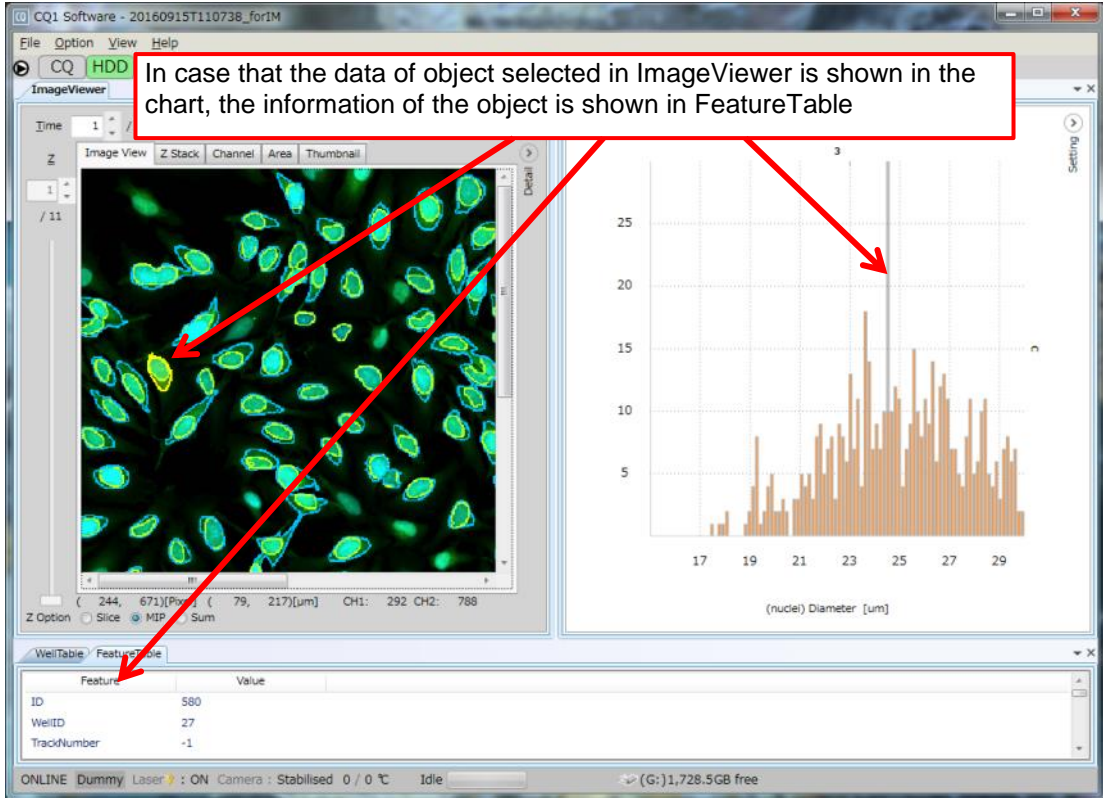 CQ1 Software - 20160915T110738_forIM
File Option View Help
CQ HDD
In case that the data of object selected in ImageViewer is shown in the
chart, the information of the object is shown in FeatureTable
ImageViewer
Time 1 /
Z
1
/ 11
Image View Z Stack Channel Area Thumbnail
Detail
Setting
3
25
20
15
10
5
C
17 19 21 23 25 27 29
(nuclei) Diameter [um]
( 244, 671)[Pixel] ( 79, 217)[um] CH1: 292 CH2: 788
Z Option Slice MIP Sum
WellTable FeatureTable
Feature Value
ID 580
WellID 27
TrackNumber -1
ONLINE Dummy Laser : ON Camera : Stabilised 0 / 0 ℃ Idle (G:)1,728.5GB free